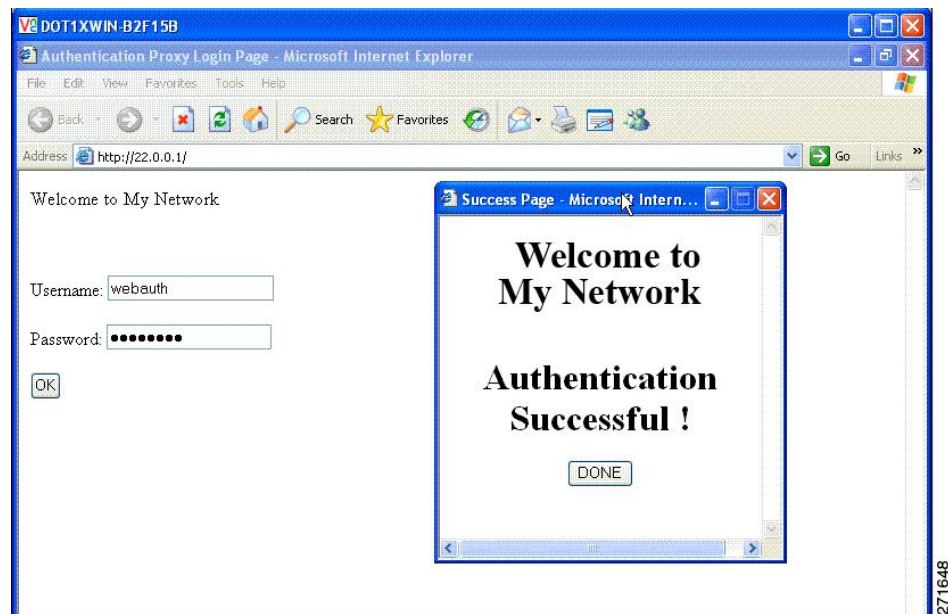 DOT1XWIN-B2F15B
Authentication Proxy Login Page - Microsoft Internet Explorer
File Edit View Favorites Tools Help
Back Search Favorites
Address http://22.0.0.1/ Go Links »
Welcome to My Network
Username: webauth
Password: ●●●●●●●●
OK
Success Page - Microsoft Intern...
Welcome to
My Network
Authentication
Successful !
DONE
271648